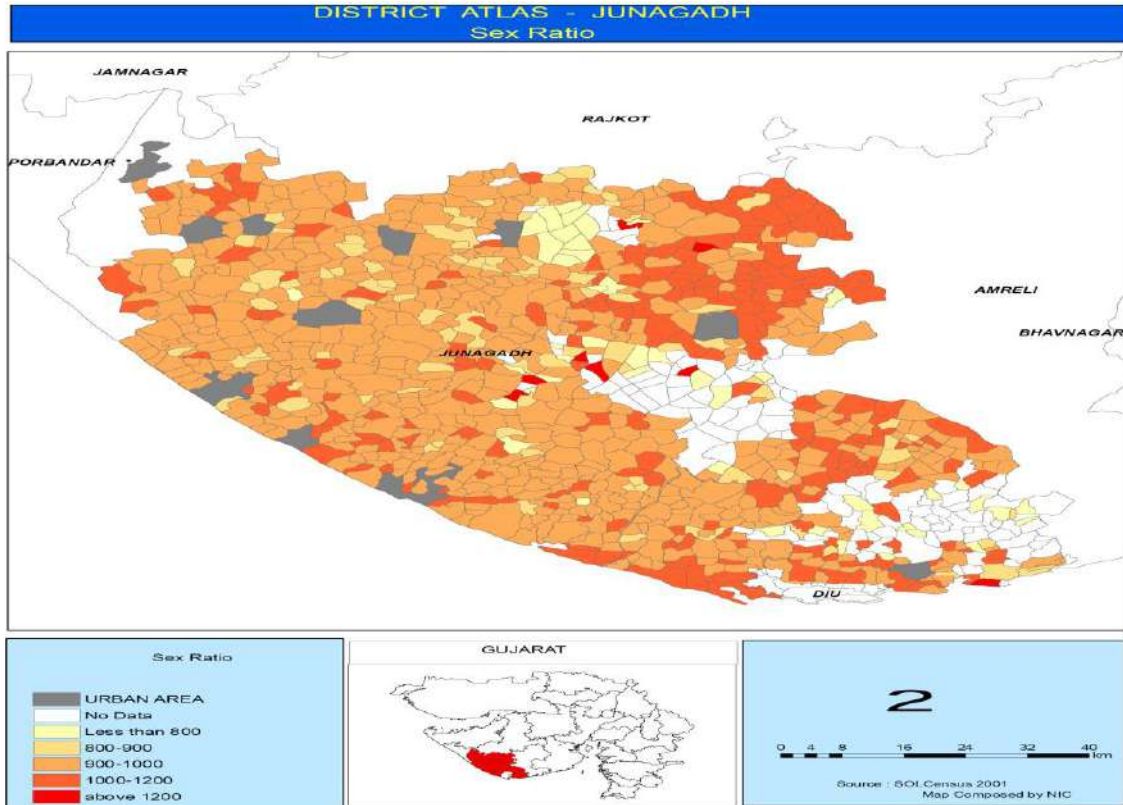 DISTRICT ATLAS - JUNAGADH
Sex Ratio
JAMNAGAR
RAJKOT
PORBANDAR
AMRELI
BHAVNAGAR
JUNAGADH
DIU
Sex Ratio
URBAN AREA
No Data
Less than 800
800-900
900-1000
1000-1200
above 1200
GUJARAT
2
0 4 8 16 24 32 40
km
Source : SOI,Census 2001
Map Composed by NIC